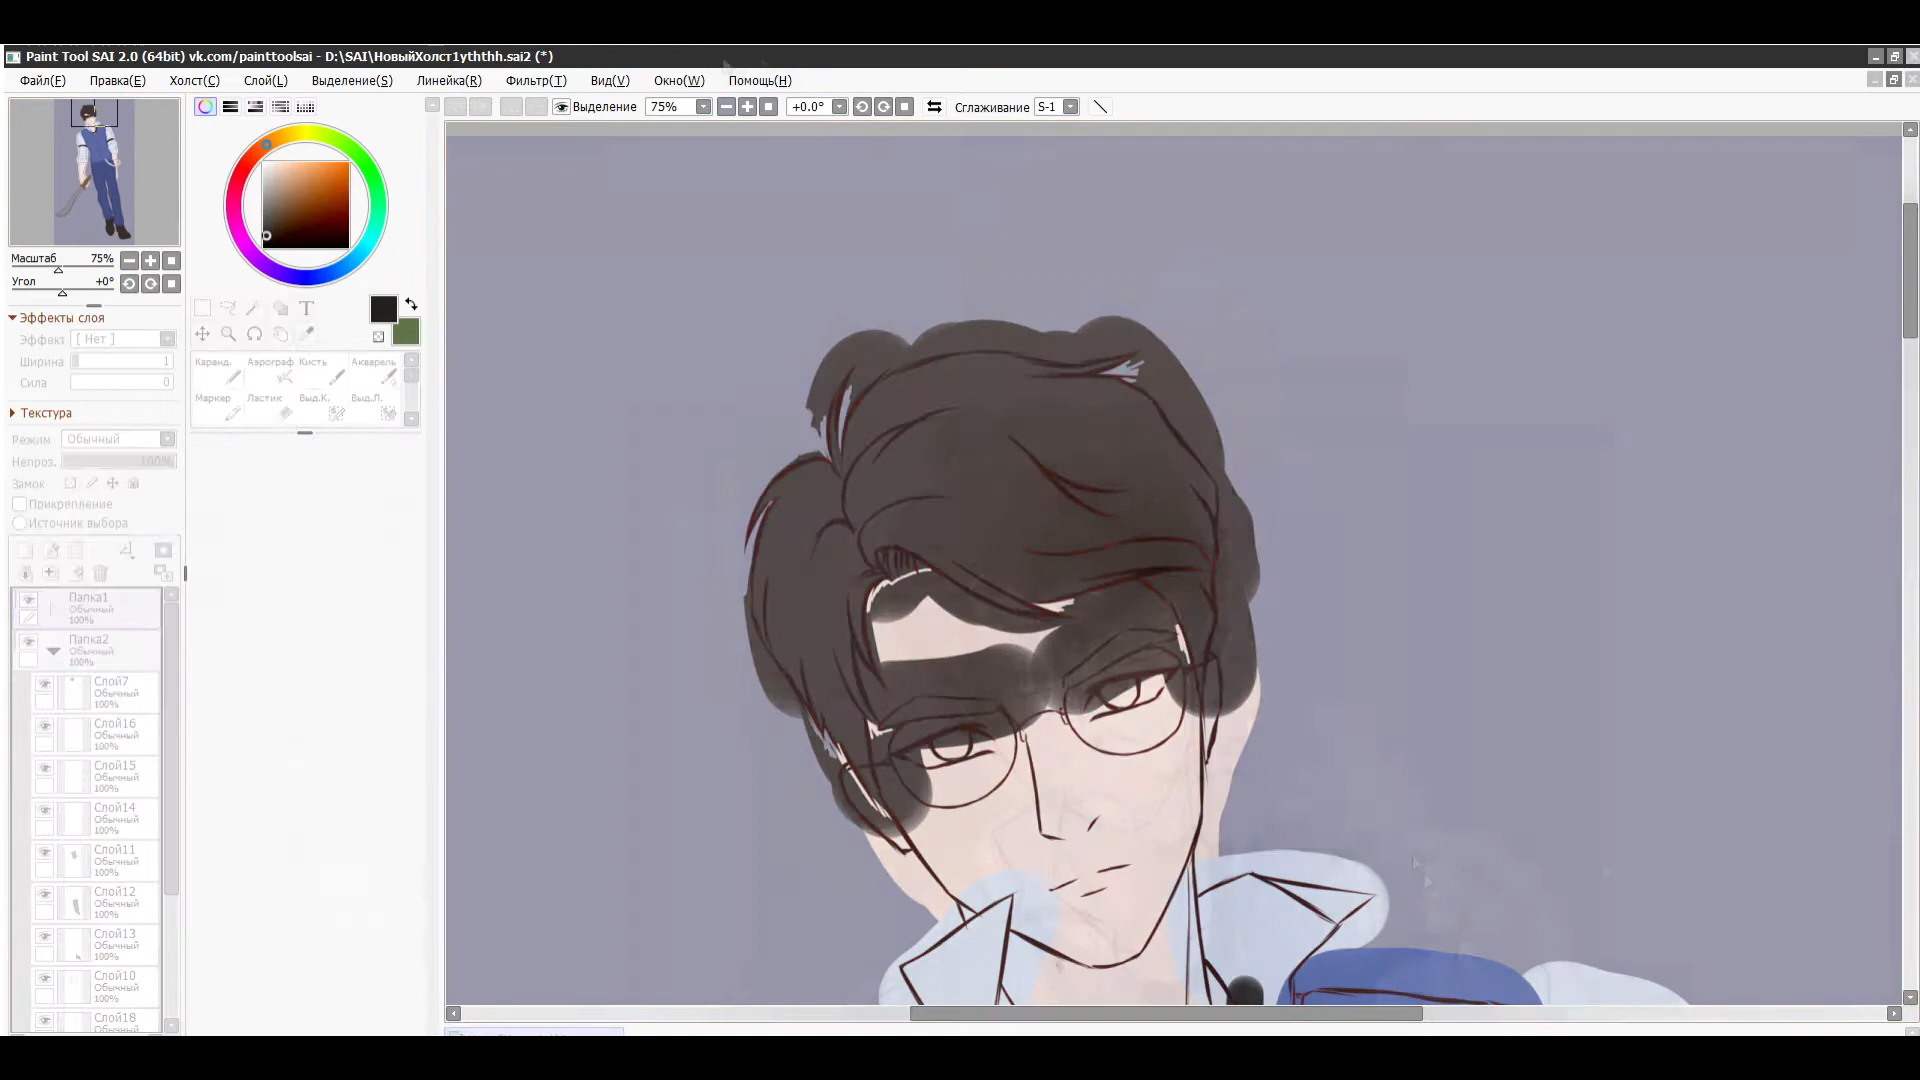 Paint Tool SAI 2.0 (64bit) vk.com/painttoolsai - D:\SAI\НовыйХолст1yththh.sai2 (*)
Файл(F) Правка(E) Холст(C) Слой(L) Выделение(S) Линейка(R) Фильтр(T) Вид(V) Окно(W) Помощь(H)
Выделение 75% +0.0° Сглаживание S-1
Масштаб 75%
Угол +0°
Эффекты слоя
Эффект [ Нет ]
Ширина 1
Сила 0
Текстура
Режим Обычный
Непроз. 100%
Замок
Прикрепление
Источник выбора
T
Каранд. Аэрограф Кисть Акварель
Маркер Ластик Выд.К. Выд.Л.
Папка1
Обычный
100%
Папка2
Обычный
100%
Слой7
Обычный
100%
Слой16
Обычный
100%
Слой15
Обычный
100%
Слой14
Обычный
100%
Слой11
Обычный
100%
Слой12
Обычный
100%
Слой13
Обычный
100%
Слой10
Обычный
100%
Слой18